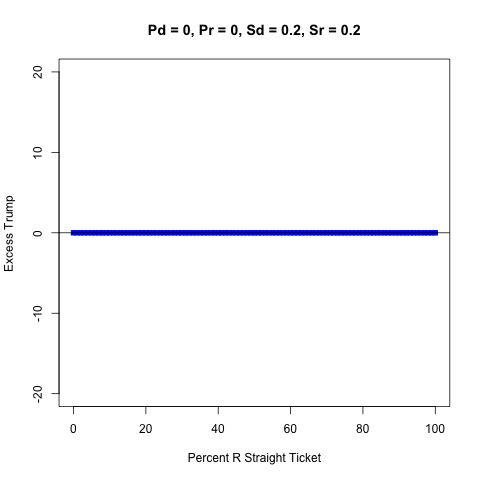 Pd = 0, Pr = 0, Sd = 0.2, Sr = 0.2
Excess Trump
20
10
0
-10
-20
0 20 40 60 80 100
Percent R Straight Ticket